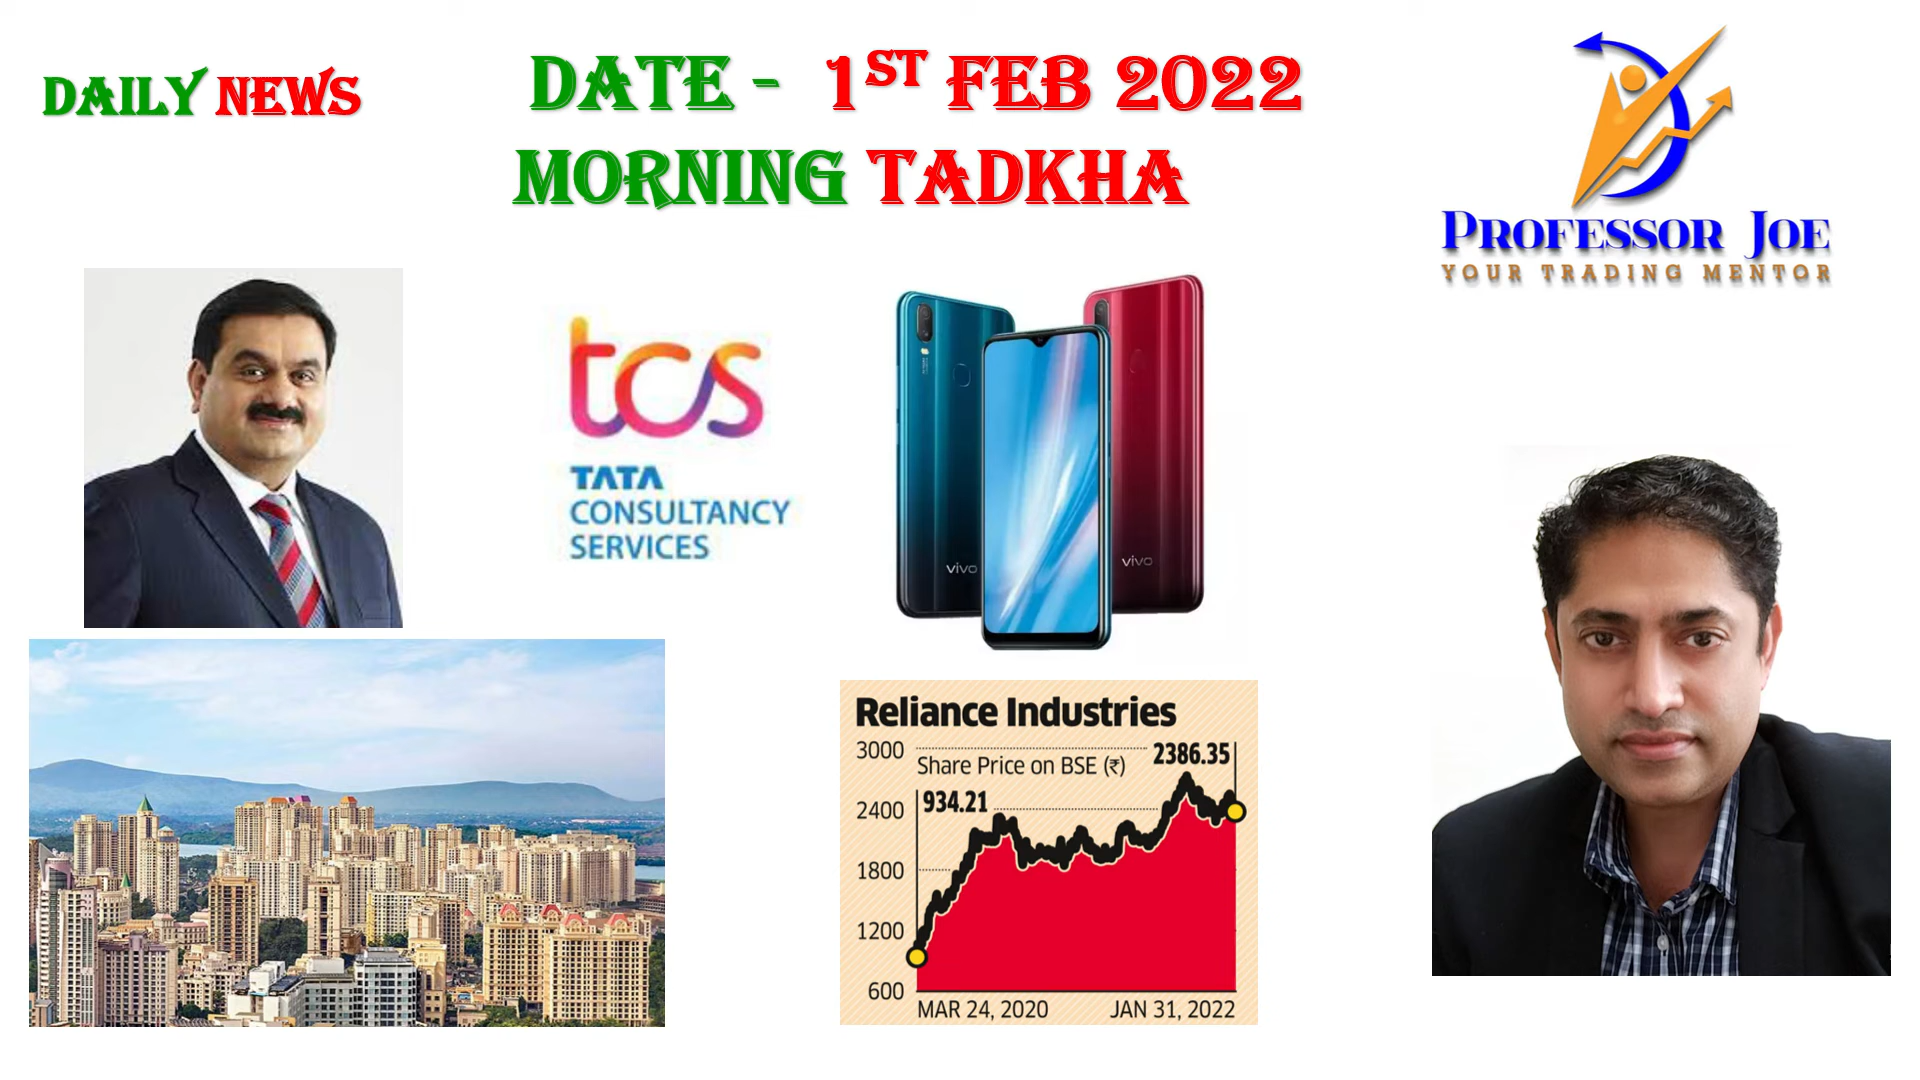 DAILY NEWS
DATE - 1ST FEB 2022
MORNING TADKHA
PROFESSOR JOE
YOUR TRADING MENTOR
tcs
TATA
CONSULTANCY
SERVICES
vivo
vivo
Reliance Industries
3000
2386.35
Share Price on BSE (₹)
2400
934.21
1800
1200
600
MAR 24, 2020
JAN 31, 2022